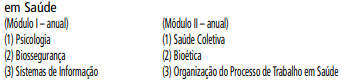 em Saúde
(Módulo I – anual)
(1) Psicologia
(2) Biossegurança
(3) Sistemas de Informação
(Módulo II – anual)
(1) Saúde Coletiva
(2) Bioética
(3) Organização do Processo de Trabalho em Saúde